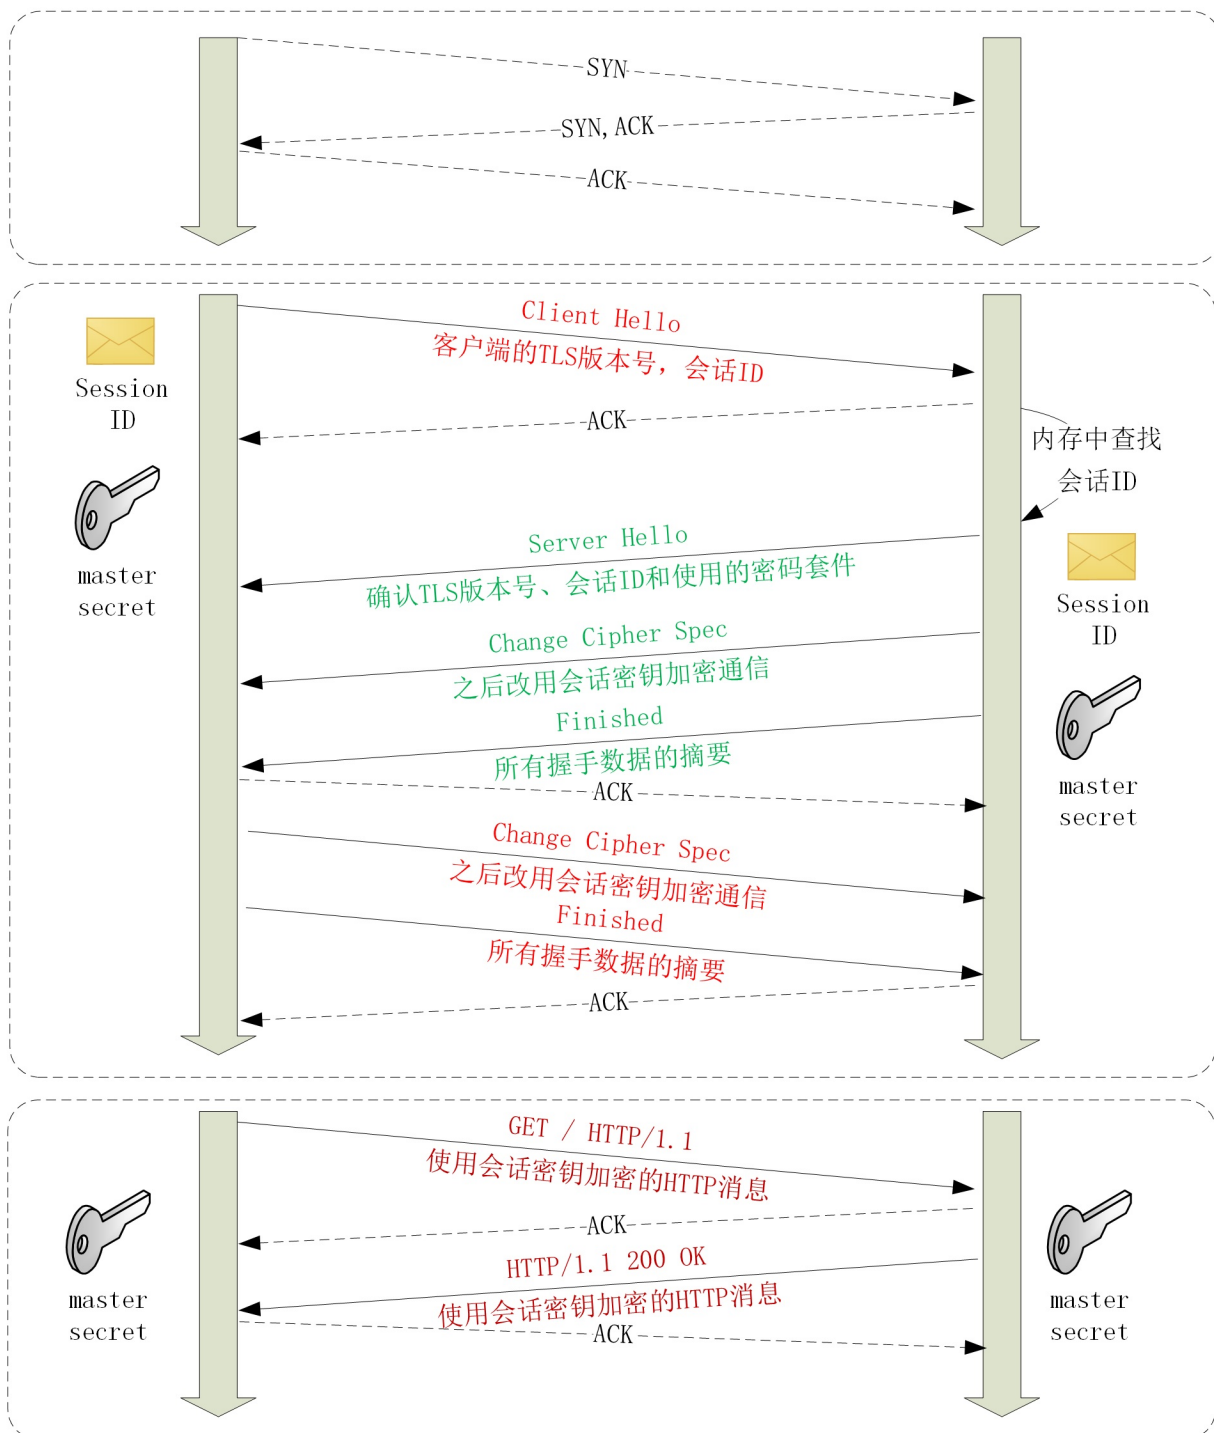 SYN
SYN,ACK
ACK
Client Hello
客户端的TLS版本号，会话ID
Session
ID
ACK
内存中查找
会话ID
master
secret
Server Hello
确认TLS版本号、会话ID和使用的密码套件
Session
ID
Change Cipher Spec
之后改用会话密钥加密通信
Finished
所有握手数据的摘要
ACK
master
secret
Change Cipher Spec
之后改用会话密钥加密通信
Finished
所有握手数据的摘要
ACK
GET / HTTP/1.1
使用会话密钥加密的HTTP消息
ACK
HTTP/1.1 200 OK
使用会话密钥加密的HTTP消息
master
secret
master
secret
ACK